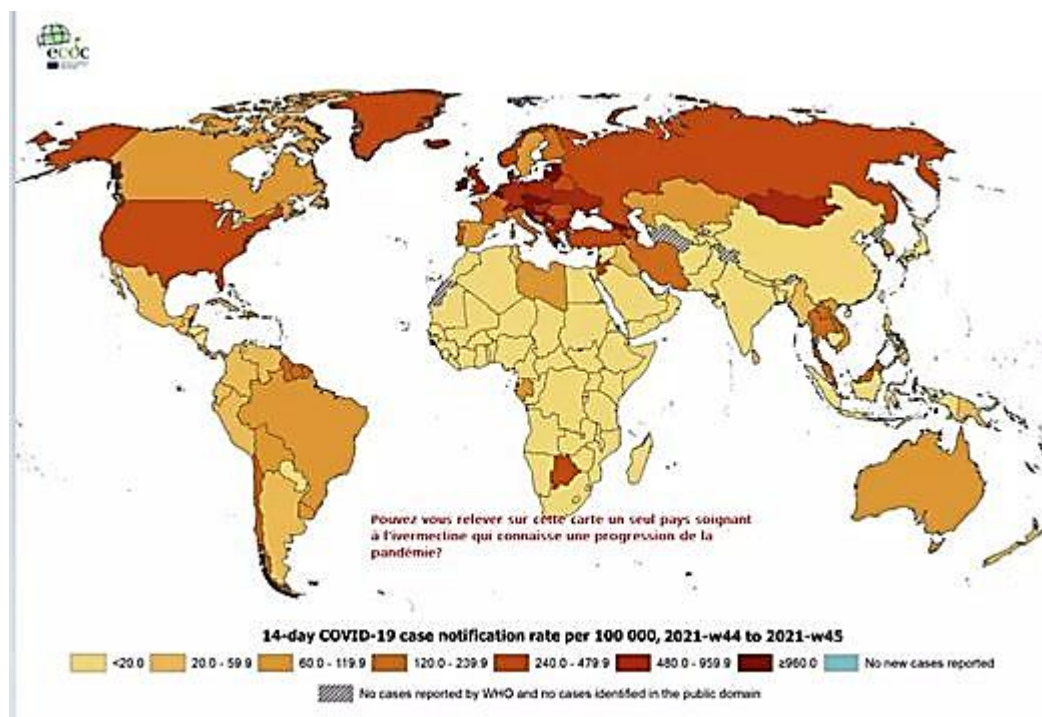 ecdc
Pouvez vous relever sur cette carte un seul pays soignant
à l'ivermectine qui connaisse une progression de la
pandémie?
14-day COVID-19 case notification rate per 100 000, 2021-w44 to 2021-w45
<20.0 20.0 - 59.9 60.0 - 119.9 120.0 - 239.9 240.0 - 479.9 480.0 - 959.9 ≥960.0 No new cases reported
No cases reported by WHO and no cases identified in the public domain